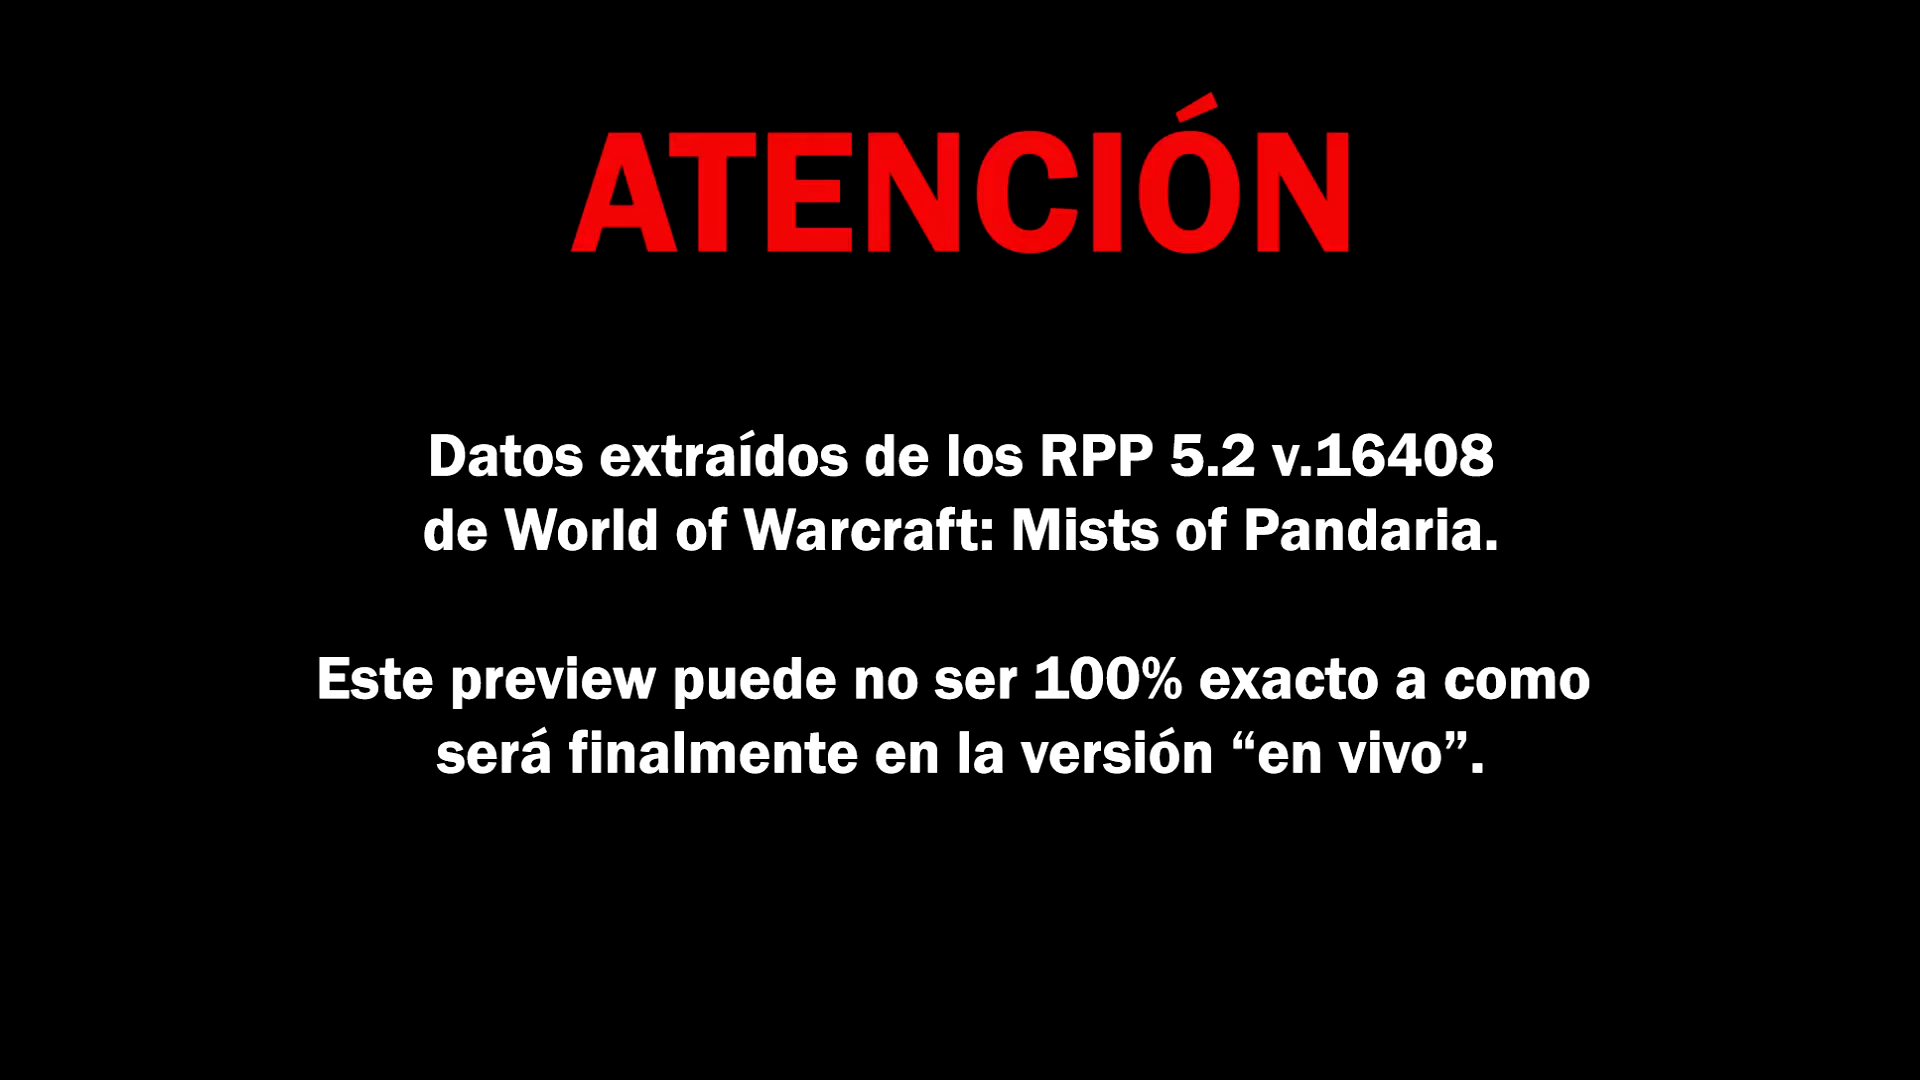 ATENCIÓN
Datos extraídos de los RPP 5.2 v.16408
de World of Warcraft: Mists of Pandaria.
Este preview puede no ser 100% exacto a como
será finalmente en la versión “en vivo”.